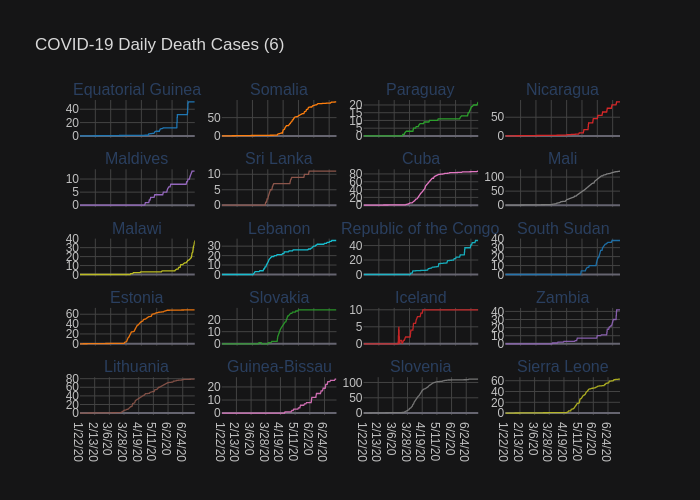 COVID-19 Daily Death Cases (6)
Equatorial Guinea Somalia Paraguay Nicaragua
40 20 0
50 0
20 15 10 5 0
50 0
Maldives Sri Lanka Cuba Mali
10 5 0
10 5 0
80 60 40 20 0
100 50 0
Malawi Lebanon Republic of the Congo South Sudan
40 30 20 10 0
30 20 10 0
40 20 0
40 30 20 10 0
Estonia Slovakia Iceland Zambia
60 40 20 0
20 10 0
10 5 0
40 30 20 10 0
Lithuania Guinea-Bissau Slovenia Sierra Leone
80 60 40 20 0
20 10 0
100 50 0
60 40 20 0
1/22/20 2/13/20 3/6/20 3/28/20 4/19/20 5/11/20 6/2/20 6/24/20
1/22/20 2/13/20 3/6/20 3/28/20 4/19/20 5/11/20 6/2/20 6/24/20
1/22/20 2/13/20 3/6/20 3/28/20 4/19/20 5/11/20 6/2/20 6/24/20
1/22/20 2/13/20 3/6/20 3/28/20 4/19/20 5/11/20 6/2/20 6/24/20